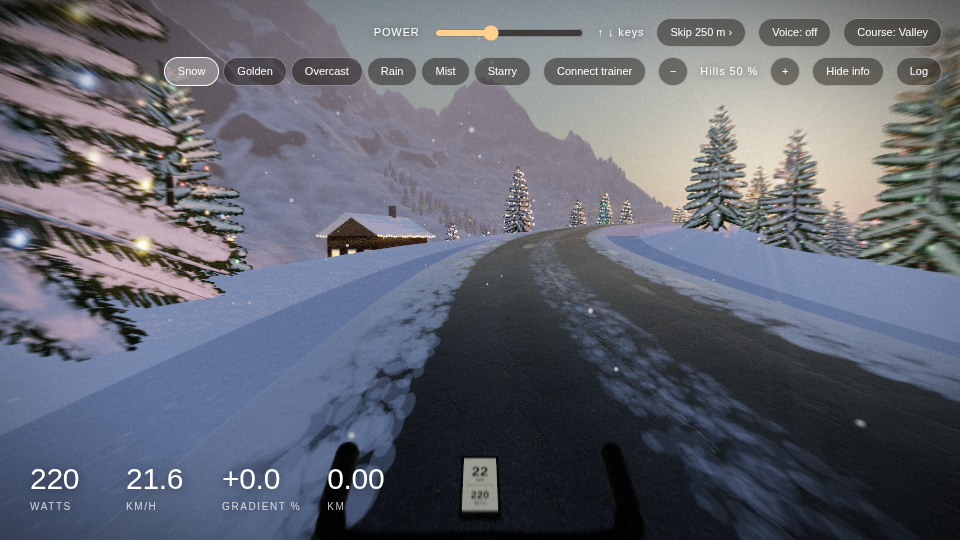 POWER ↑ ↓ keys Skip 250 m › Voice: off Course: Valley
Snow Golden Overcast Rain Mist Starry Connect trainer − Hills 50 % + Hide info Log
22
220
220 21.6 +0.0 0.00
WATTS KM/H GRADIENT % KM